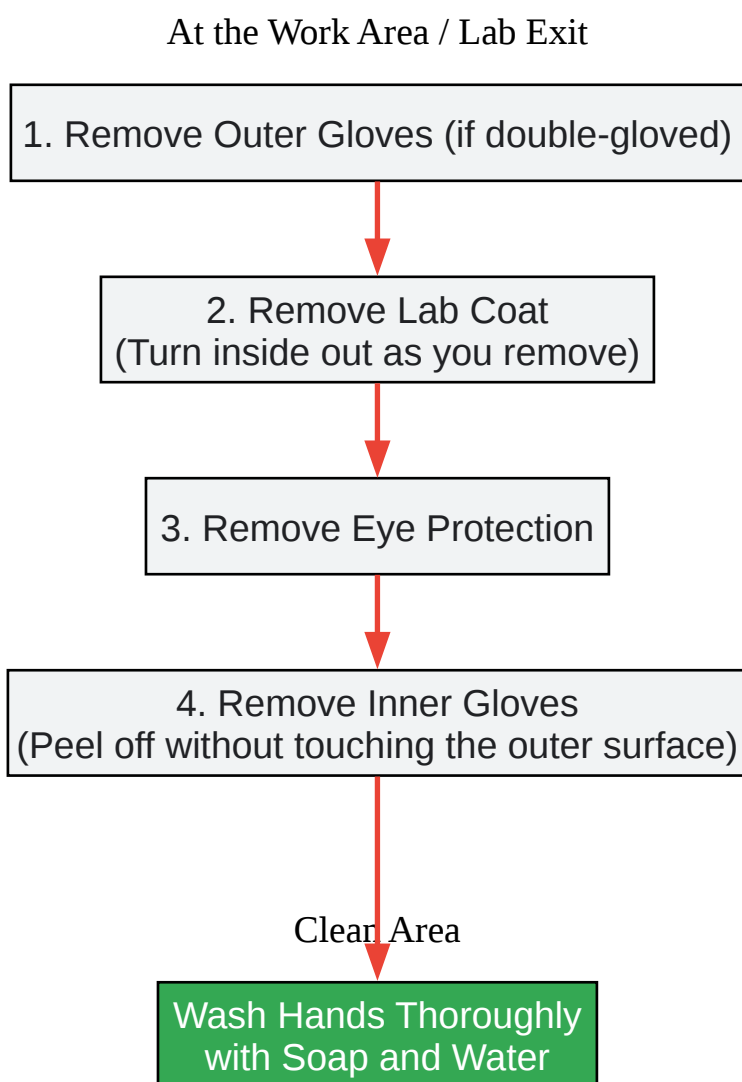 At the Work Area / Lab Exit
1. Remove Outer Gloves (if double-gloved)
2. Remove Lab Coat
(Turn inside out as you remove)
3. Remove Eye Protection
4. Remove Inner Gloves
(Peel off without touching the outer surface)
Clean Area
Wash Hands Thoroughly
with Soap and Water